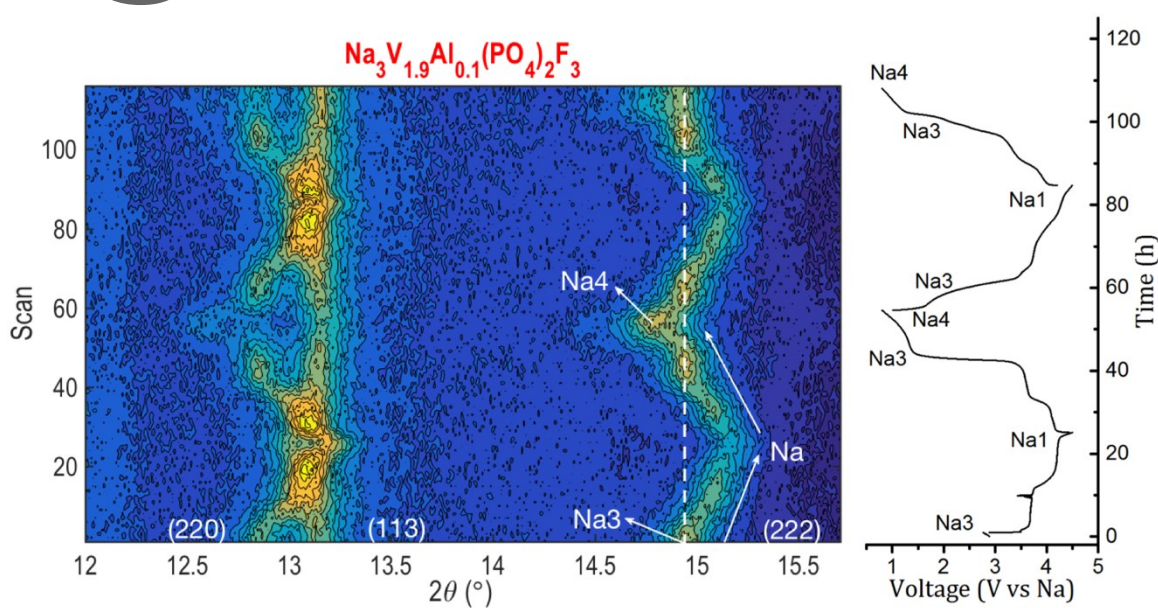 Na₃V₁.₉Al₀.₁(PO₄)₂F₃
Scan
100
80
60
40
20
(220)
(113)
(222)
Na4
Na3
Na
12
12.5
13
13.5
14
14.5
15
15.5
2θ (°)
Na4
Na3
Na1
Na3
Na4
Na3
Na1
Na3
120
100
80
60
40
20
0
Time (h)
1
2
3
4
5
Voltage (V vs Na)